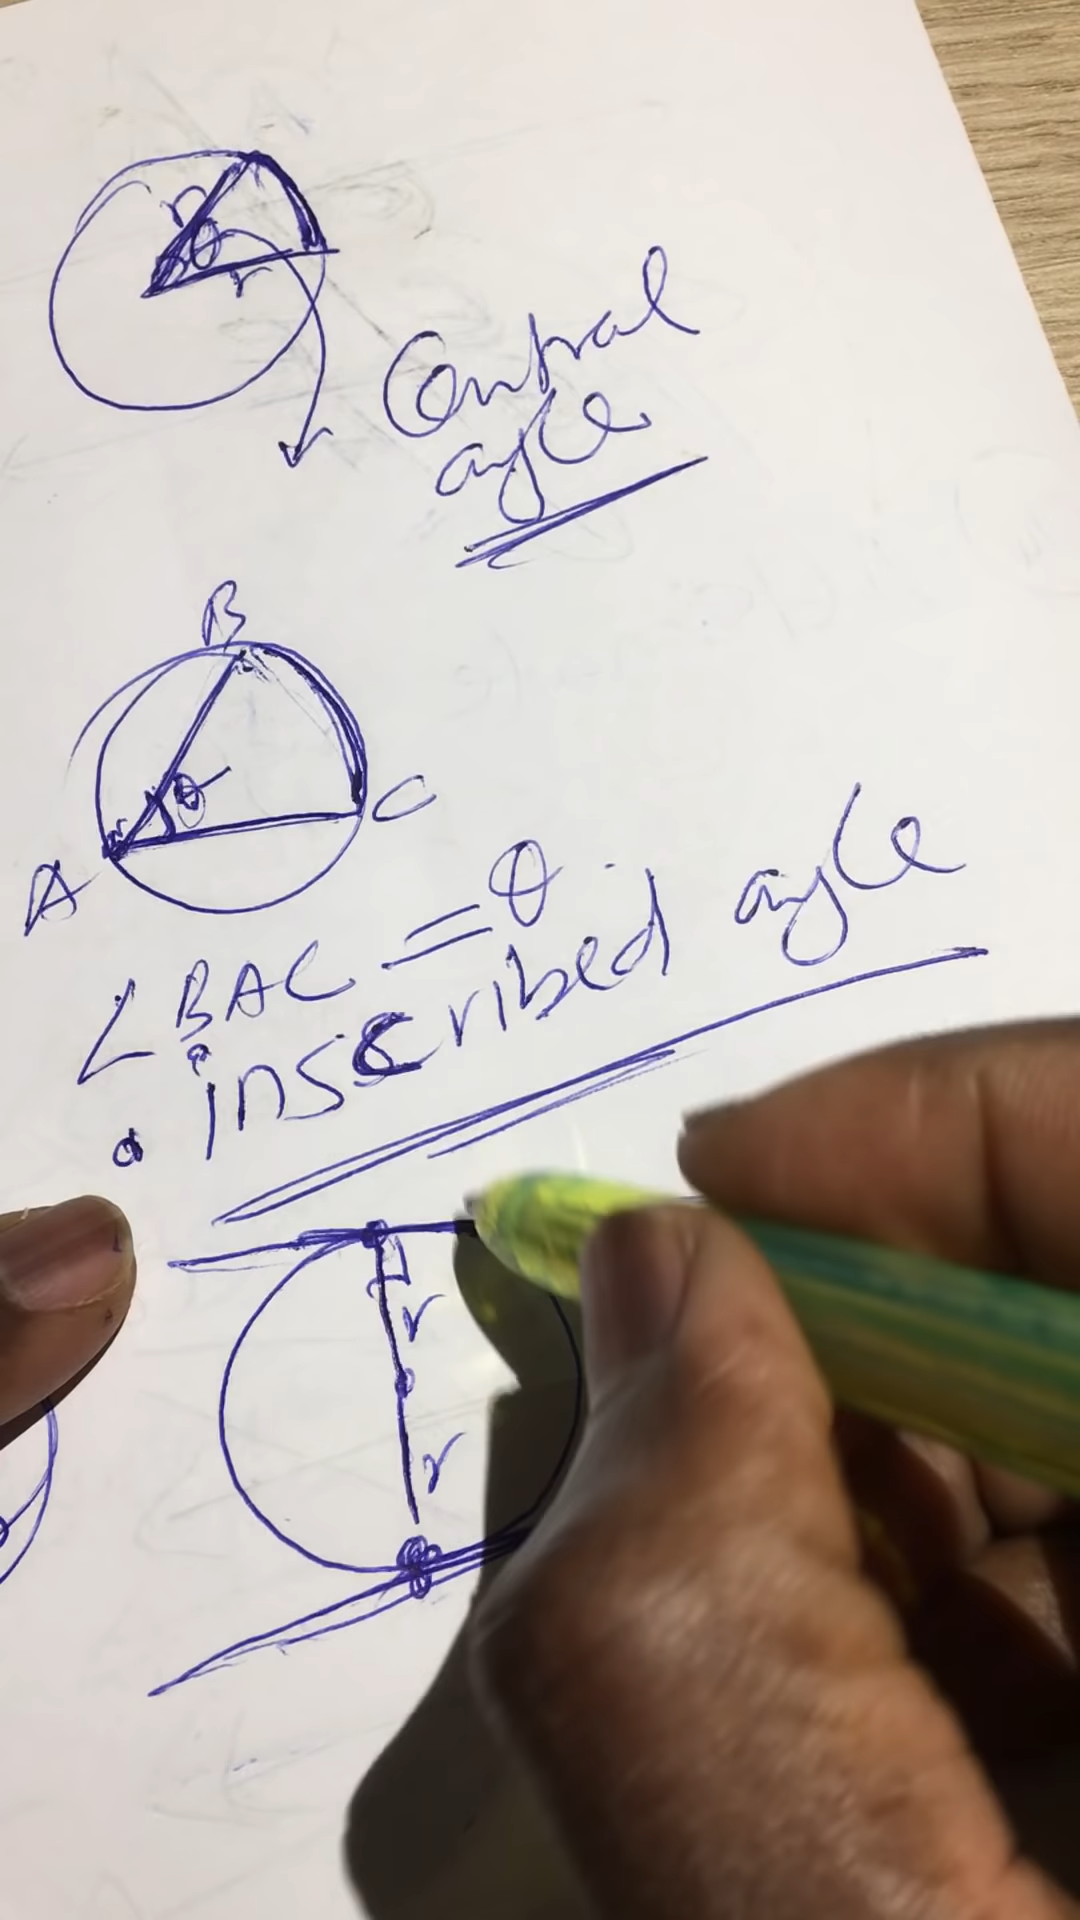 r
θ
r
Central
angle
B
θ
C
A
∠BAC = θ
inscribed angle
r
r